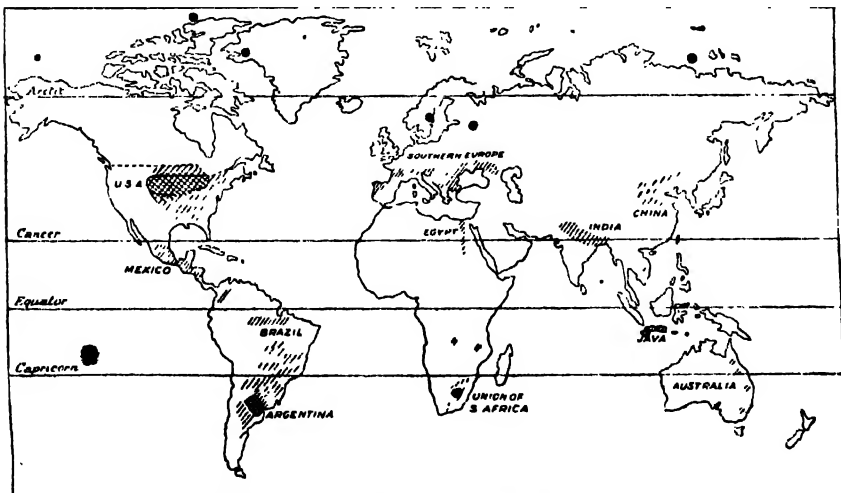 Arctic
SOUTHERN EUROPE
U.S.A
CHINA
Cancer
EGYPT
INDIA
MEXICO
Equator
BRAZIL
JAVA
Capricorn
AUSTRALIA
UNION OF
S AFRICA
ARGENTINA